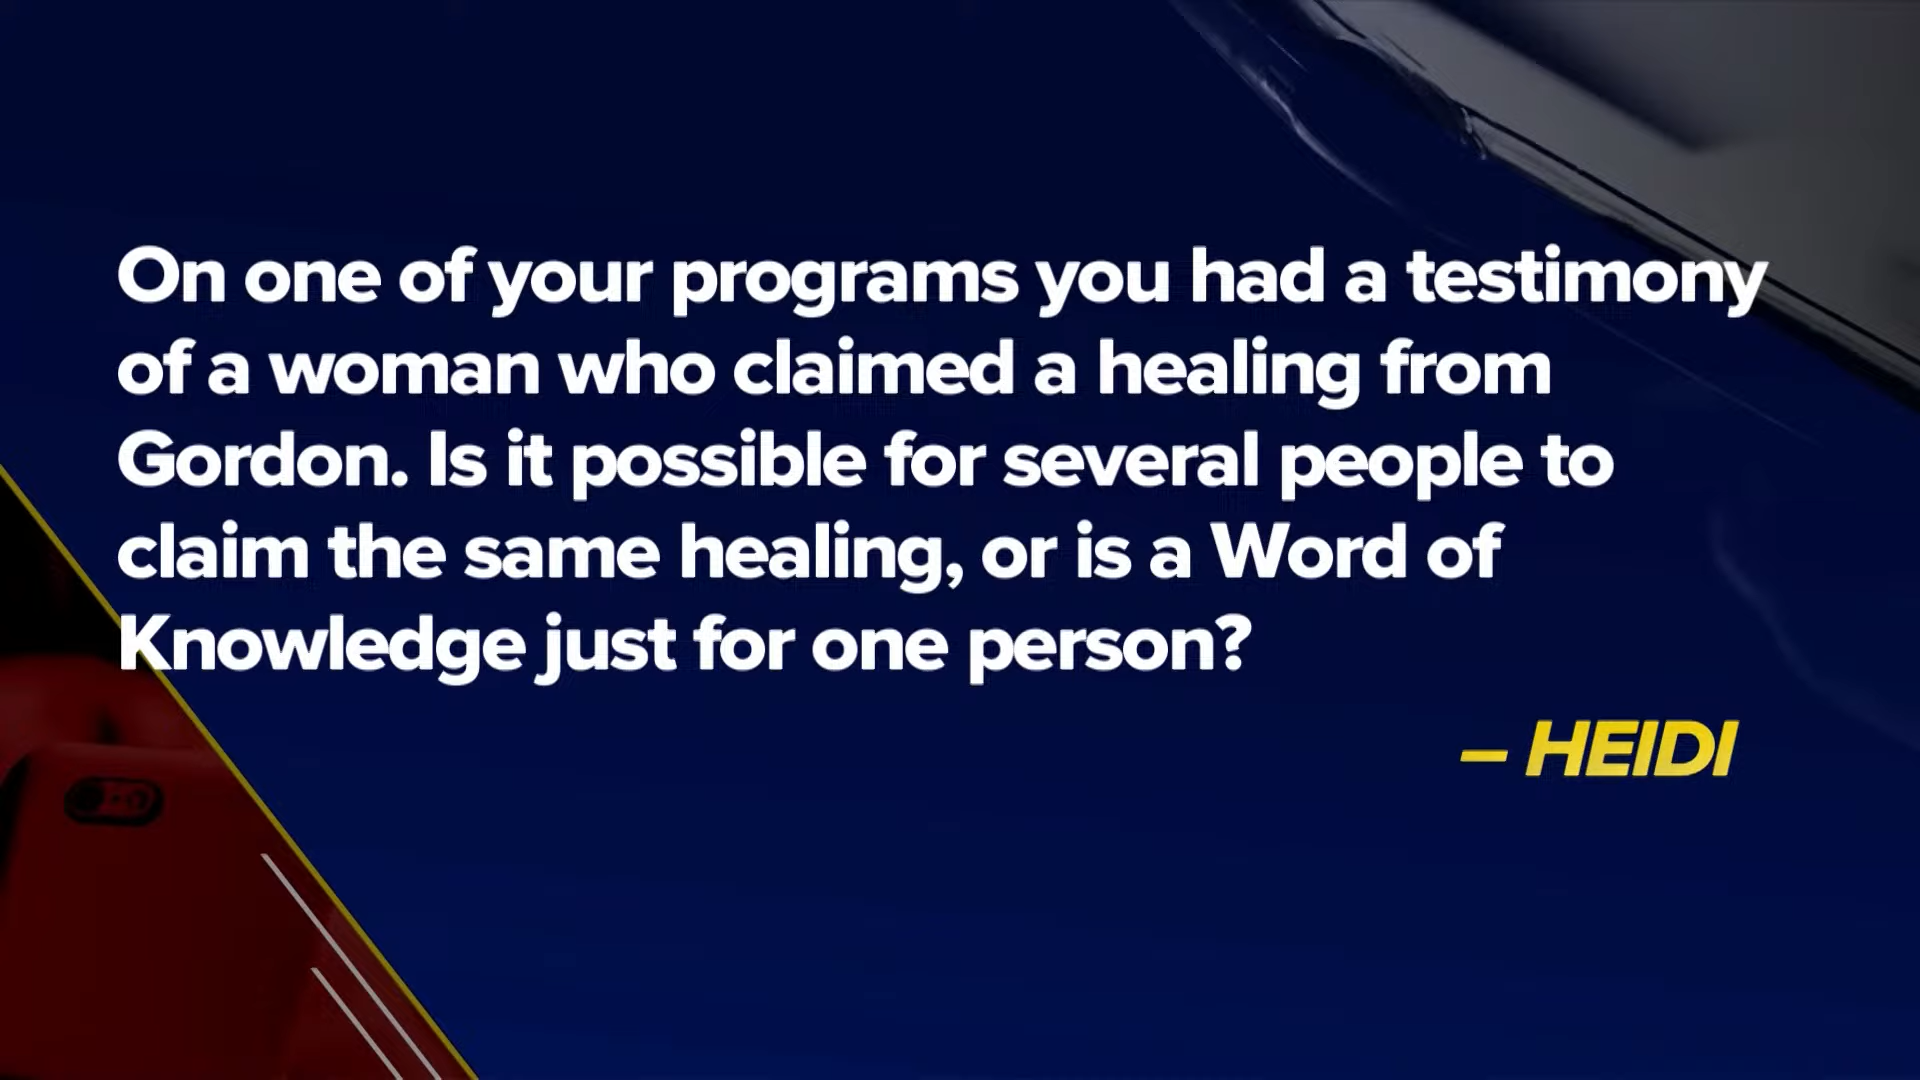 On one of your programs you had a testimony
of a woman who claimed a healing from
Gordon. Is it possible for several people to
claim the same healing, or is a Word of
Knowledge just for one person?
– HEIDI